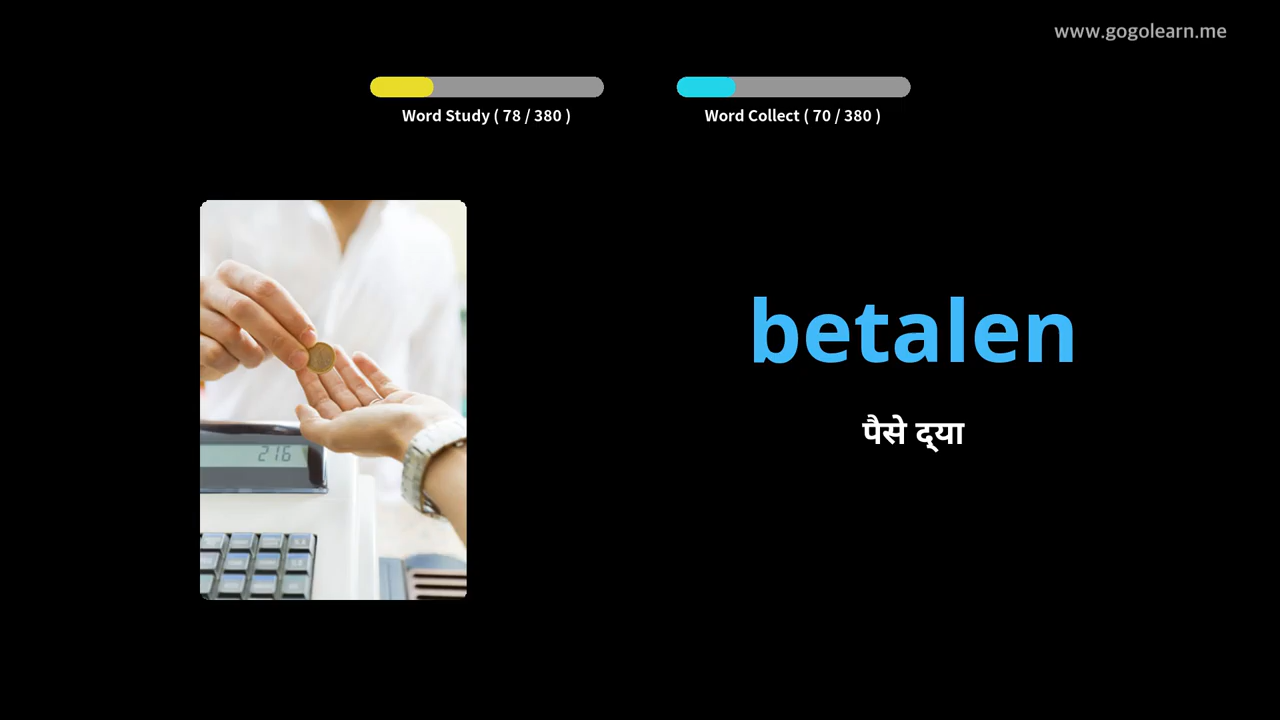 www.gogolearn.me
Word Study ( 78 / 380 )
Word Collect ( 70 / 380 )
betalen
पैसे द्या
216